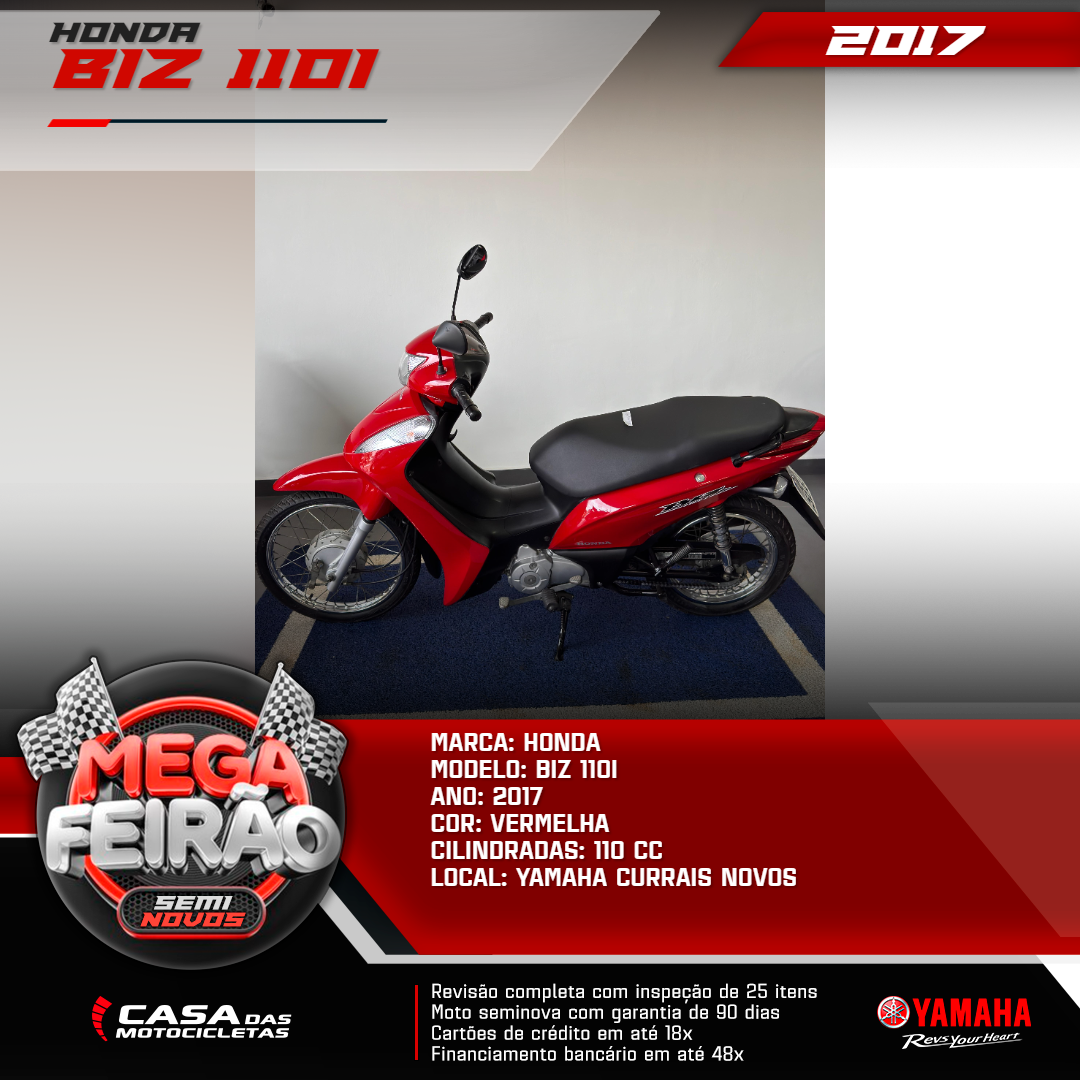 HONDA
BIZ 110I
2017
HONDA
MEGA
FEIRÃO
SEMI
NOVOS
MARCA: HONDA
MODELO: BIZ 110I
ANO: 2017
COR: VERMELHA
CILINDRADAS: 110 CC
LOCAL: YAMAHA CURRAIS NOVOS
CASA DAS
MOTOCICLETAS
Revisão completa com inspeção de 25 itens
Moto seminova com garantia de 90 dias
Cartões de crédito em até 18x
Financiamento bancário em até 48x
YAMAHA
Revs Your Heart